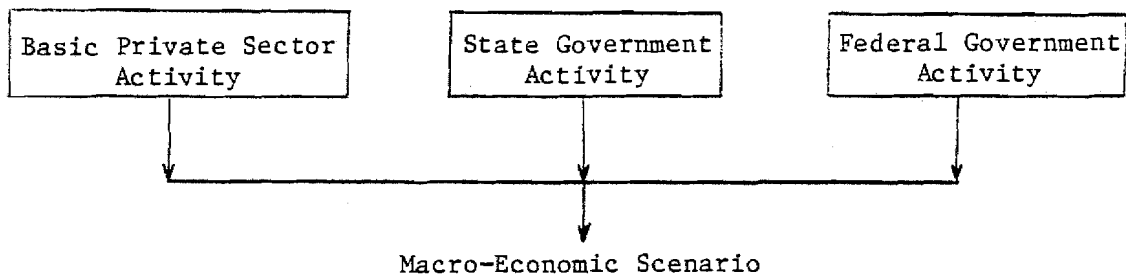 Basic Private Sector
Activity
State Government
Activity
Federal Government
Activity
Macro-Economic Scenario